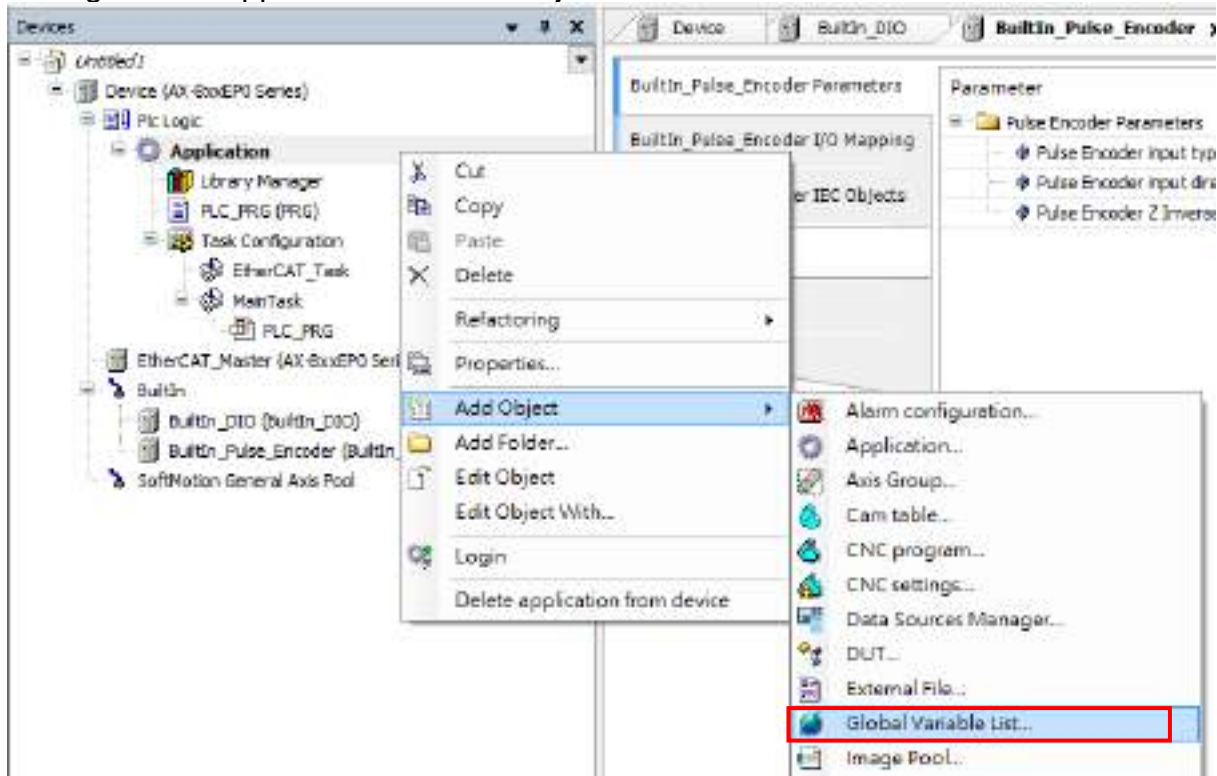 Devices
Untitled1
Device (AX-8xxEP0 Series)
Plc Logic
Application
Library Manager
PLC_PRG (PRG)
Task Configuration
EtherCAT_Task
MainTask
PLC_PRG
EtherCAT_Master (AX-8xxEP0 Seri
BuiltIn
BuiltIn_DIO (BuiltIn_DIO)
BuiltIn_Pulse_Encoder (BuiltIn_
SoftMotion General Axis Pool
Cut
Copy
Paste
Delete
Refactoring
Properties...
Add Object
Add Folder...
Edit Object
Edit Object With...
Login
Delete application from device
Device
BuiltIn_DIO
BuiltIn_Pulse_Encoder
BuiltIn_Pulse_Encoder Parameters
BuiltIn_Pulse_Encoder I/O Mapping
er IEC Objects
Parameter
Pulse Encoder Parameters
Pulse Encoder input typ
Pulse Encoder input dire
Pulse Encoder Z Inverse
Alarm configuration...
Application...
Axis Group...
Cam table...
CNC program...
CNC settings...
Data Sources Manager...
DUT...
External File...
Global Variable List...
Image Pool...